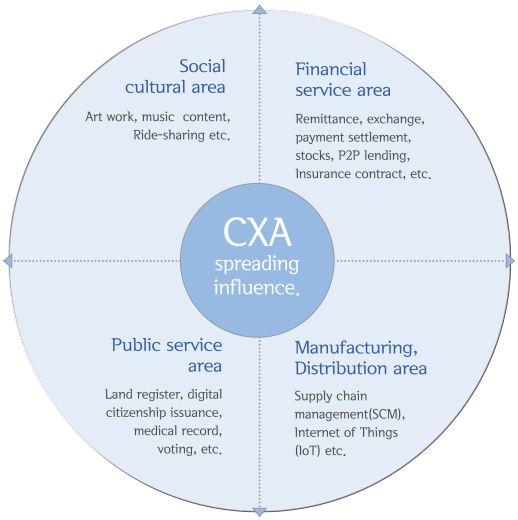 Social
cultural area
Art work, music content,
Ride-sharing etc.
Financial
service area
Remittance, exchange,
payment settlement,
stocks, P2P lending,
Insurance contract, etc.
CXA
spreading
influence.
Public service
area
Land register, digital
citizenship issuance,
medical record,
voting, etc.
Manufacturing,
Distribution area
Supply chain
management(SCM),
Internet of Things
(IoT) etc.